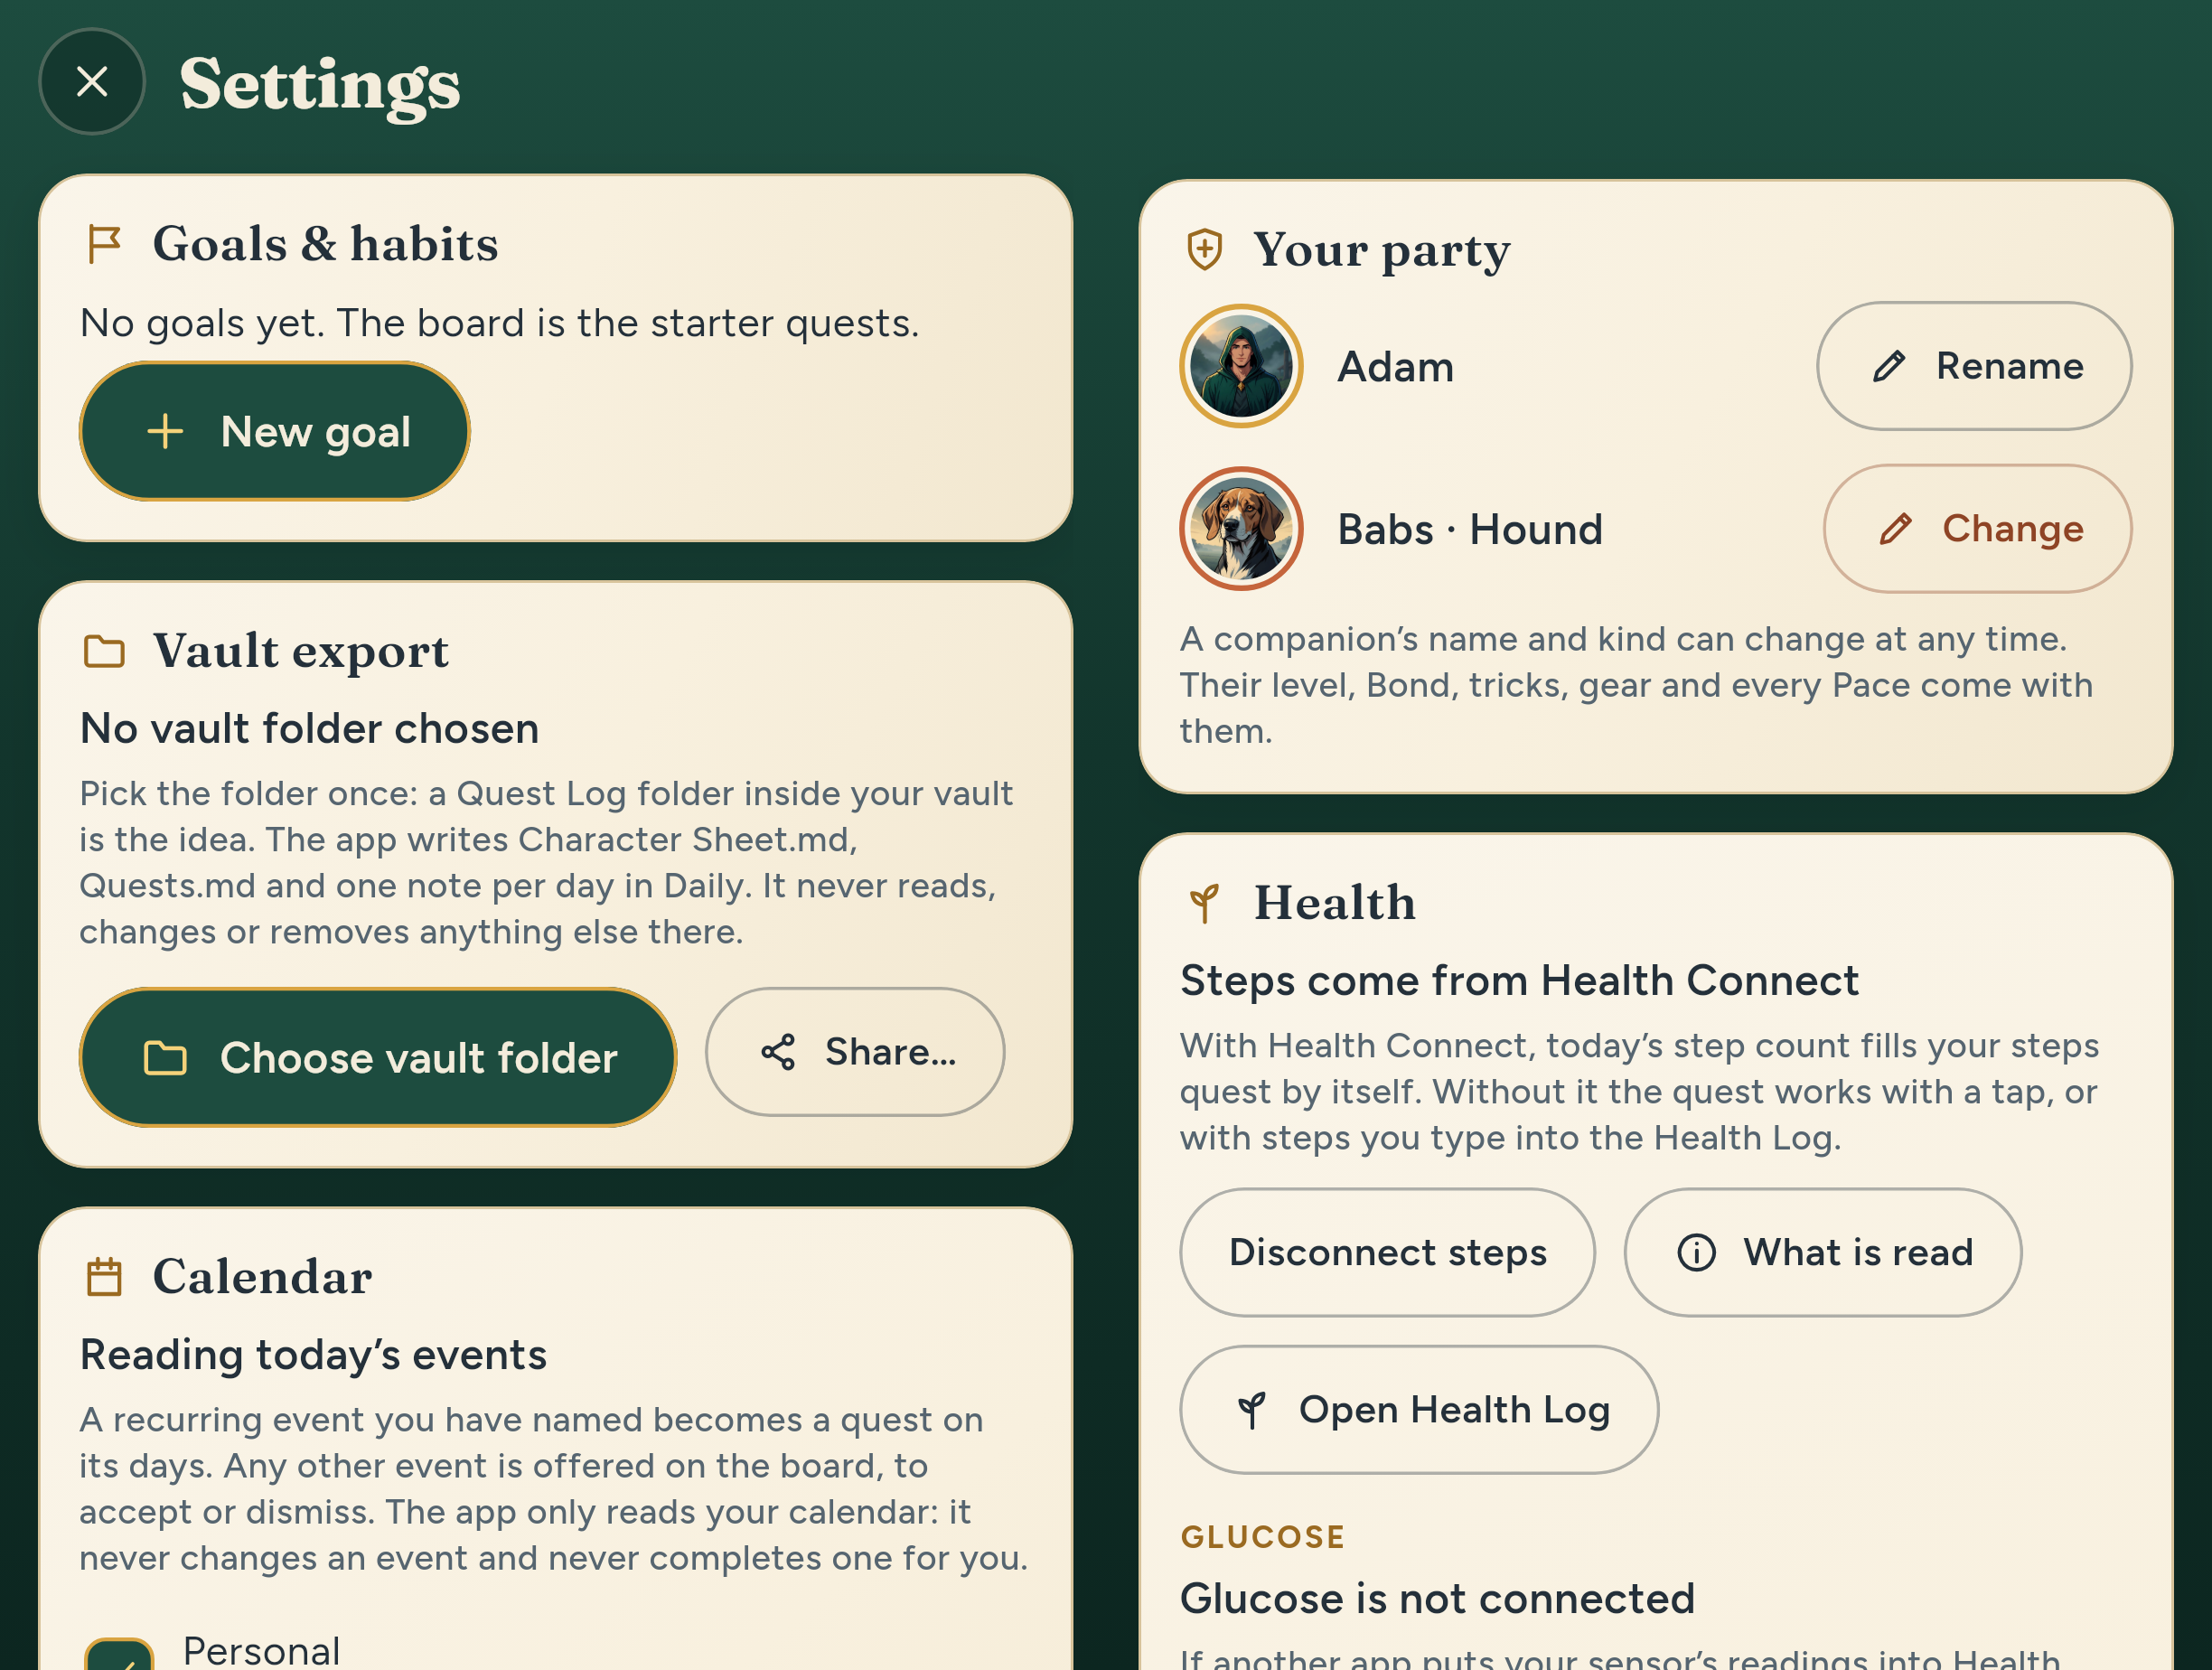 Settings
Goals & habits
No goals yet. The board is the starter quests.
New goal
Vault export
No vault folder chosen
Pick the folder once: a Quest Log folder inside your vault
is the idea. The app writes Character Sheet.md,
Quests.md and one note per day in Daily. It never reads,
changes or removes anything else there.
Choose vault folder
Share...
Calendar
Reading today’s events
A recurring event you have named becomes a quest on
its days. Any other event is offered on the board, to
accept or dismiss. The app only reads your calendar: it
never changes an event and never completes one for you.
Personal
Your party
Adam
Rename
Babs · Hound
Change
A companion’s name and kind can change at any time.
Their level, Bond, tricks, gear and every Pace come with
them.
Health
Steps come from Health Connect
With Health Connect, today’s step count fills your steps
quest by itself. Without it the quest works with a tap, or
with steps you type into the Health Log.
Disconnect steps
What is read
Open Health Log
GLUCOSE
Glucose is not connected
If another app puts your sensor’s readings into Health